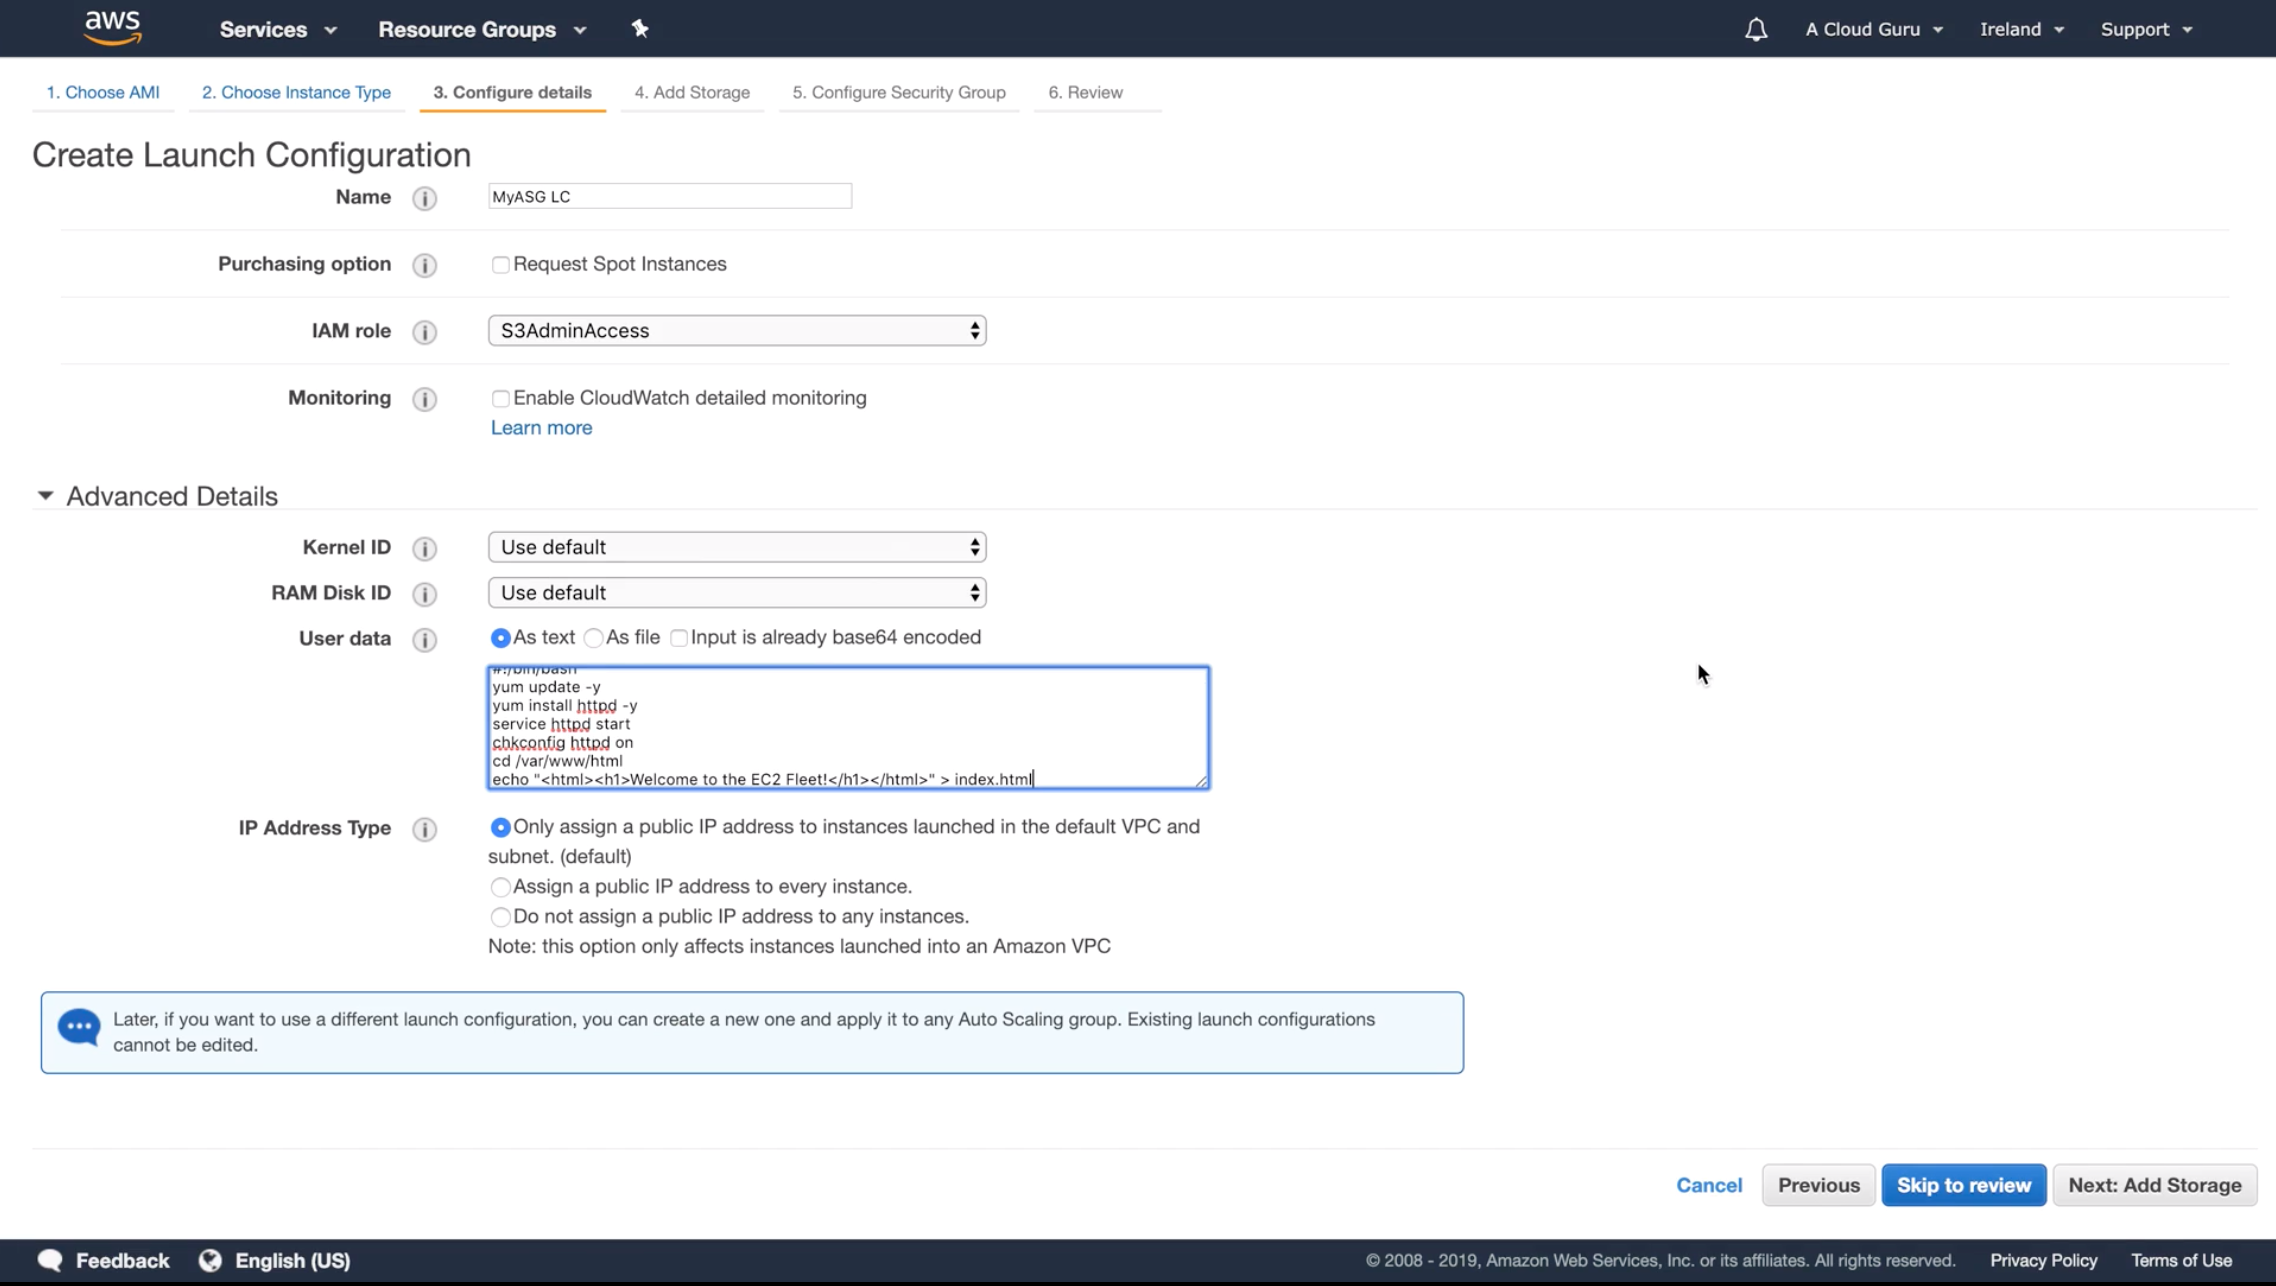 aws Services Resource Groups A Cloud Guru Ireland Support
1. Choose AMI 2. Choose Instance Type 3. Configure details 4. Add Storage 5. Configure Security Group 6. Review
Create Launch Configuration
Name i MyASG LC
Purchasing option i Request Spot Instances
IAM role i S3AdminAccess
Monitoring i Enable CloudWatch detailed monitoring
Learn more
Advanced Details
Kernel ID i Use default
RAM Disk ID i Use default
User data i As text As file Input is already base64 encoded
#!/bin/bash
yum update -y
yum install httpd -y
service httpd start
chkconfig httpd on
cd /var/www/html
echo "<html><h1>Welcome to the EC2 Fleet!</h1></html>" > index.html
IP Address Type i Only assign a public IP address to instances launched in the default VPC and
subnet. (default)
Assign a public IP address to every instance.
Do not assign a public IP address to any instances.
Note: this option only affects instances launched into an Amazon VPC
Later, if you want to use a different launch configuration, you can create a new one and apply it to any Auto Scaling group. Existing launch configurations
cannot be edited.
Cancel Previous Skip to review Next: Add Storage
Feedback English (US) © 2008 - 2019, Amazon Web Services, Inc. or its affiliates. All rights reserved. Privacy Policy Terms of Use